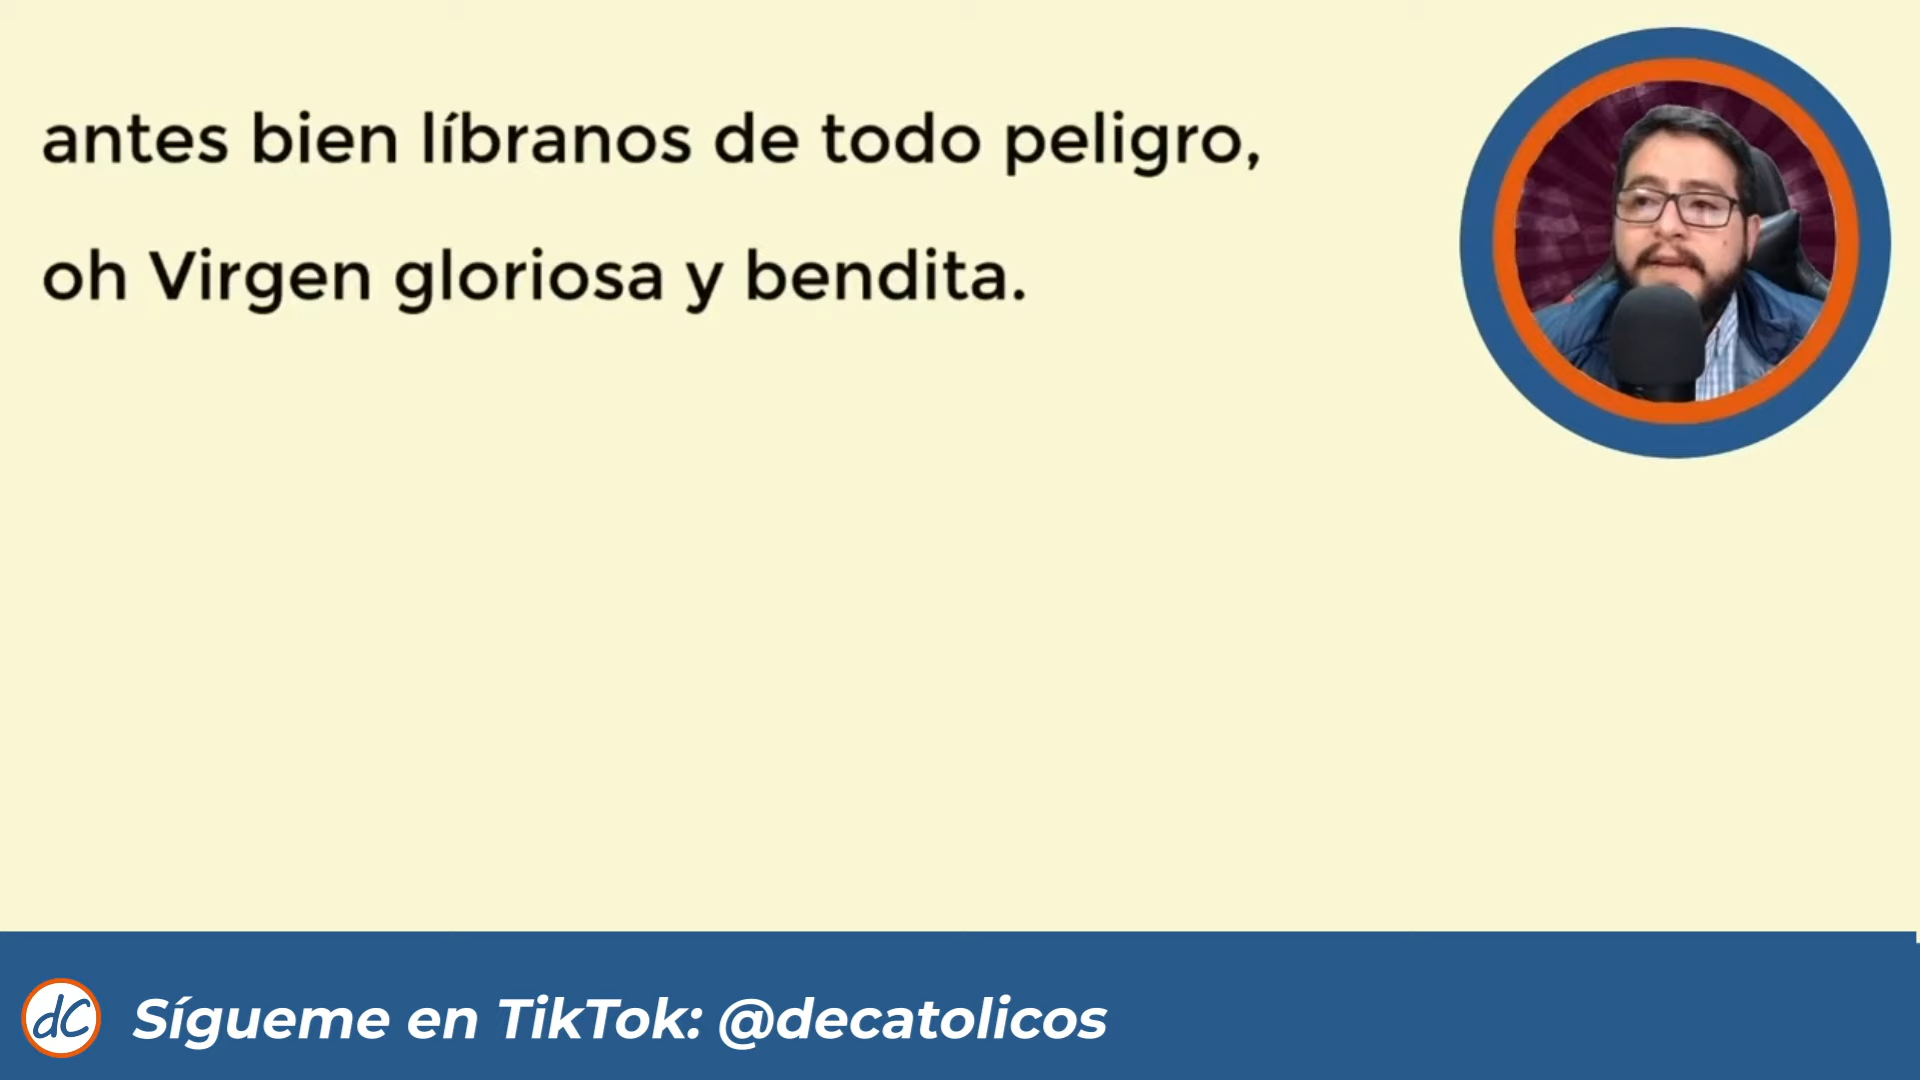 antes bien líbranos de todo peligro,
oh Virgen gloriosa y bendita.
dC Sígueme en TikTok: @decatolicos